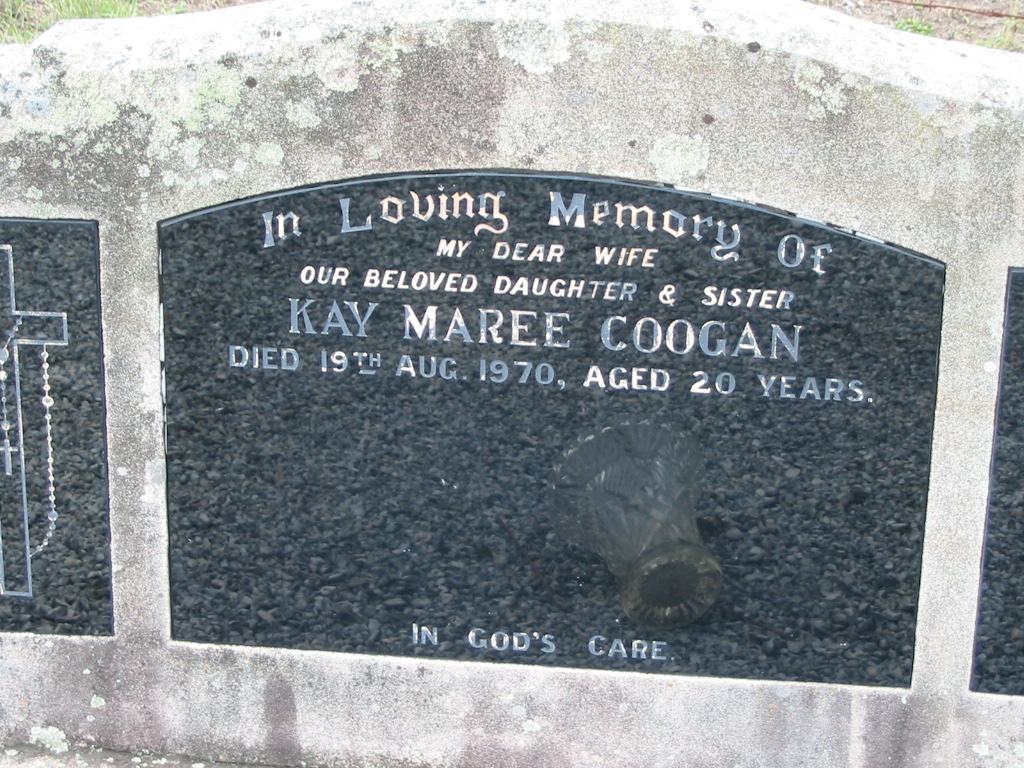 In Loving Memory Of
MY DEAR WIFE
OUR BELOVED DAUGHTER & SISTER
KAY MAREE COOGAN
DIED 19TH AUG. 1970, AGED 20 YEARS.
IN GOD'S CARE.